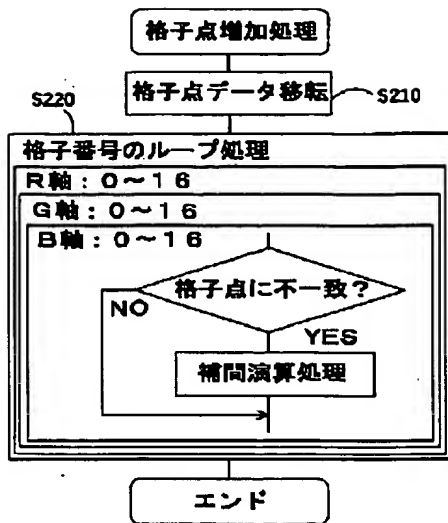 格子点増加処理
S220
格子点データ移転
S210
格子番号のループ処理
R軸：0～16
G軸：0～16
B軸：0～16
格子点に不一致？
NO
YES
補間演算処理
エンド